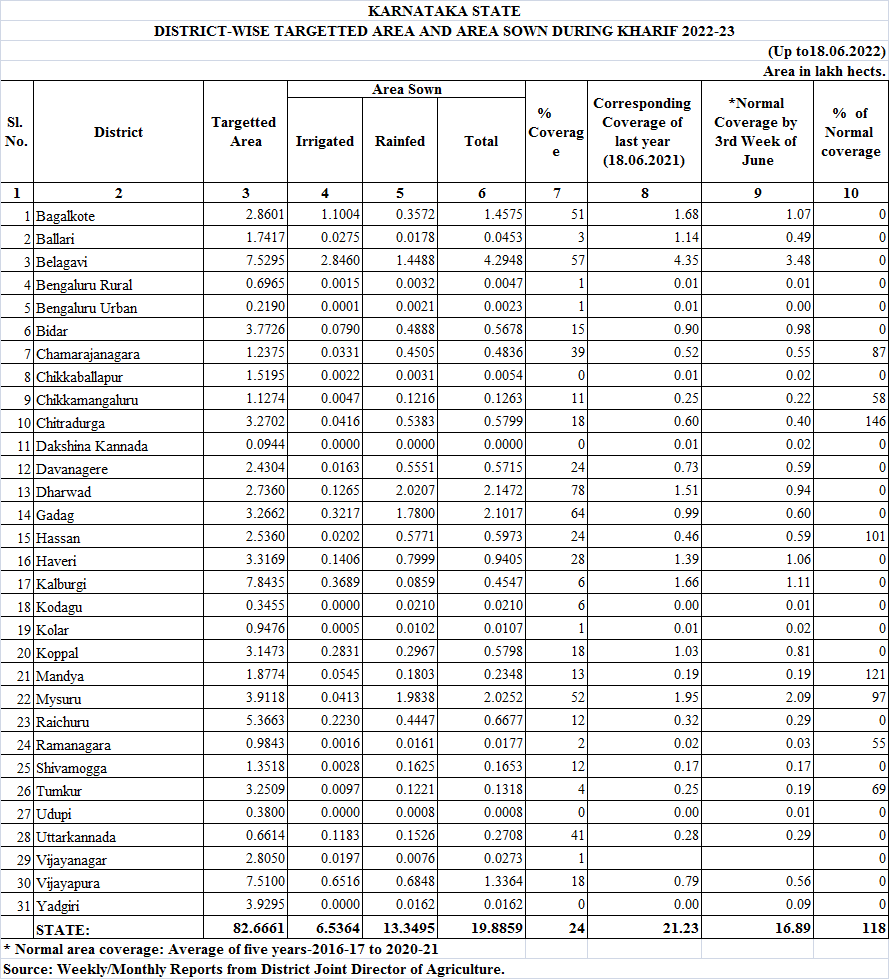 KARNATAKA STATE
DISTRICT-WISE TARGETTED AREA AND AREA SOWN DURING KHARIF 2022-23
(Up to18.06.2022)
Area in lakh hects.
Sl. No. District Targetted Area Area Sown Irrigated Rainfed Total % Coverag e Corresponding Coverage of last year (18.06.2021) *Normal Coverage by 3rd Week of June % of Normal coverage
1 2 3 4 5 6 7 8 9 10
1 Bagalkote 2.8601 1.1004 0.3572 1.4575 51 1.68 1.07 0
2 Ballari 1.7417 0.0275 0.0178 0.0453 3 1.14 0.49 0
3 Belagavi 7.5295 2.8460 1.4488 4.2948 57 4.35 3.48 0
4 Bengaluru Rural 0.6965 0.0015 0.0032 0.0047 1 0.01 0.01 0
5 Bengaluru Urban 0.2190 0.0001 0.0021 0.0023 1 0.01 0.00 0
6 Bidar 3.7726 0.0790 0.4888 0.5678 15 0.90 0.98 0
7 Chamarajanagara 1.2375 0.0331 0.4505 0.4836 39 0.52 0.55 87
8 Chikkaballapur 1.5195 0.0022 0.0031 0.0054 0 0.01 0.02 0
9 Chikkamangaluru 1.1274 0.0047 0.1216 0.1263 11 0.25 0.22 58
10 Chitradurga 3.2702 0.0416 0.5383 0.5799 18 0.60 0.40 146
11 Dakshina Kannada 0.0944 0.0000 0.0000 0.0000 0 0.01 0.02 0
12 Davanagere 2.4304 0.0163 0.5551 0.5715 24 0.73 0.59 0
13 Dharwad 2.7360 0.1265 2.0207 2.1472 78 1.51 0.94 0
14 Gadag 3.2662 0.3217 1.7800 2.1017 64 0.99 0.60 0
15 Hassan 2.5360 0.0202 0.5771 0.5973 24 0.46 0.59 101
16 Haveri 3.3169 0.1406 0.7999 0.9405 28 1.39 1.06 0
17 Kalburgi 7.8435 0.3689 0.0859 0.4547 6 1.66 1.11 0
18 Kodagu 0.3455 0.0000 0.0210 0.0210 6 0.00 0.01 0
19 Kolar 0.9476 0.0005 0.0102 0.0107 1 0.01 0.02 0
20 Koppal 3.1473 0.2831 0.2967 0.5798 18 1.03 0.81 0
21 Mandya 1.8774 0.0545 0.1803 0.2348 13 0.19 0.19 121
22 Mysuru 3.9118 0.0413 1.9838 2.0252 52 1.95 2.09 97
23 Raichuru 5.3663 0.2230 0.4447 0.6677 12 0.32 0.29 0
24 Ramanagara 0.9843 0.0016 0.0161 0.0177 2 0.02 0.03 55
25 Shivamogga 1.3518 0.0028 0.1625 0.1653 12 0.17 0.17 0
26 Tumkur 3.2509 0.0097 0.1221 0.1318 4 0.25 0.19 69
27 Udupi 0.3800 0.0000 0.0008 0.0008 0 0.00 0.01 0
28 Uttarkannada 0.6614 0.1183 0.1526 0.2708 41 0.28 0.29 0
29 Vijayanagar 2.8050 0.0197 0.0076 0.0273 1 0
30 Vijayapura 7.5100 0.6516 0.6848 1.3364 18 0.79 0.56 0
31 Yadgiri 3.9295 0.0000 0.0162 0.0162 0 0.00 0.09 0
STATE: 82.6661 6.5364 13.3495 19.8859 24 21.23 16.89 118
* Normal area coverage: Average of five years-2016-17 to 2020-21
Source: Weekly/Monthly Reports from District Joint Director of Agriculture.